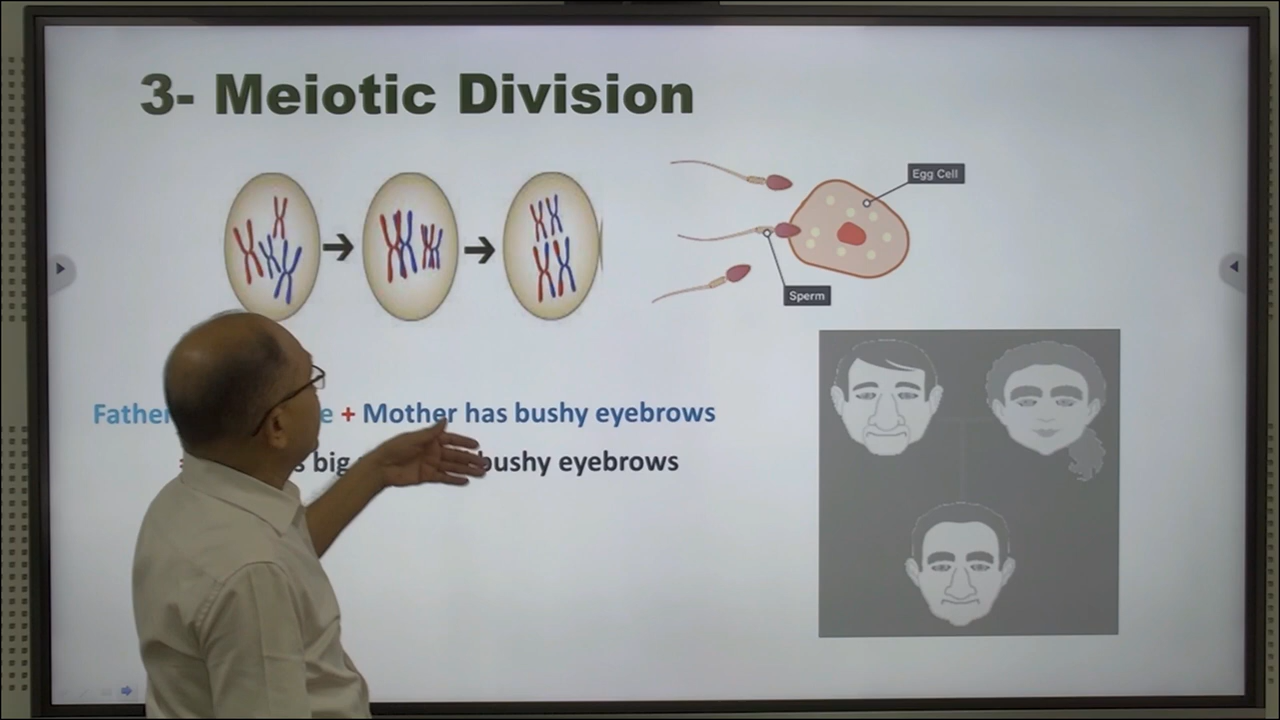 3- Meiotic Division
Egg Cell
Sperm
Father e + Mother has bushy eyebrows
s big bushy eyebrows